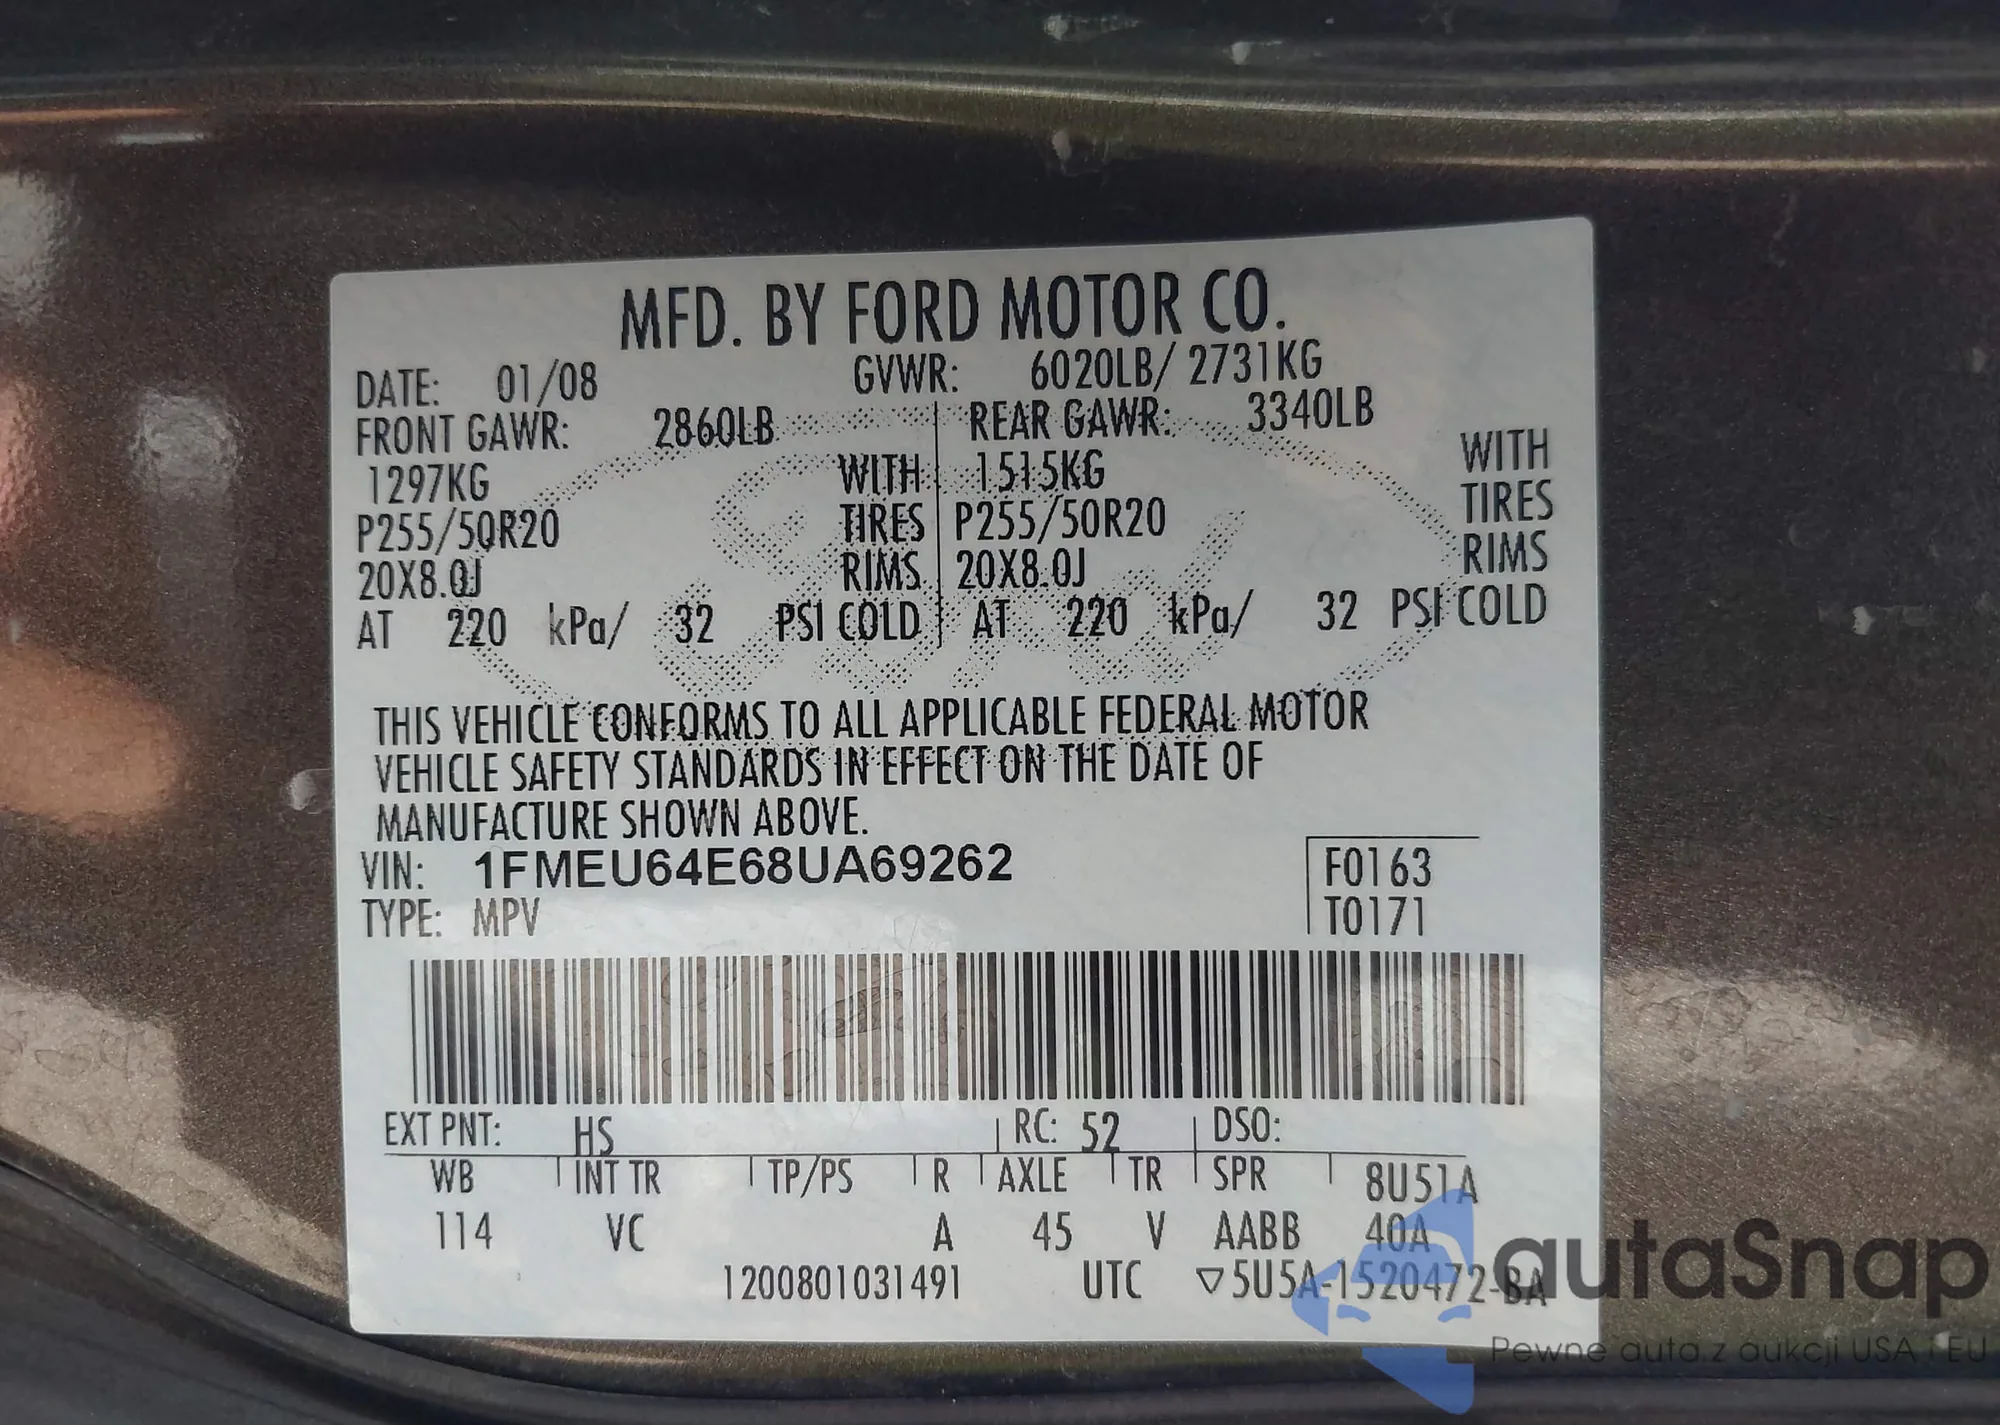 MFD. BY FORD MOTOR CO.
DATE: 01/08 GVWR: 6020LB/ 2731KG
FRONT GAWR: 2860LB REAR GAWR: 3340LB
1297KG WITH 1515KG WITH
P255/50R20 TIRES P255/50R20 TIRES
20X8.0J RIMS 20X8.0J RIMS
AT 220 kPa/ 32 PSI COLD AT 220 kPa/ 32 PSI COLD
THIS VEHICLE CONFORMS TO ALL APPLICABLE FEDERAL MOTOR
VEHICLE SAFETY STANDARDS IN EFFECT ON THE DATE OF
MANUFACTURE SHOWN ABOVE.
VIN: 1FMEU64E68UA69262 F0163
TYPE: MPV T0171
EXT PNT: HS RC: 52 DSO:
WB INT TR TP/PS R AXLE TR SPR 8U51A
114 VC A 45 V AABB 40A
1200801031491 UTC ▽5U5A-1520472-BA
autaSnap
Pewne auta z aukcji USA i EU